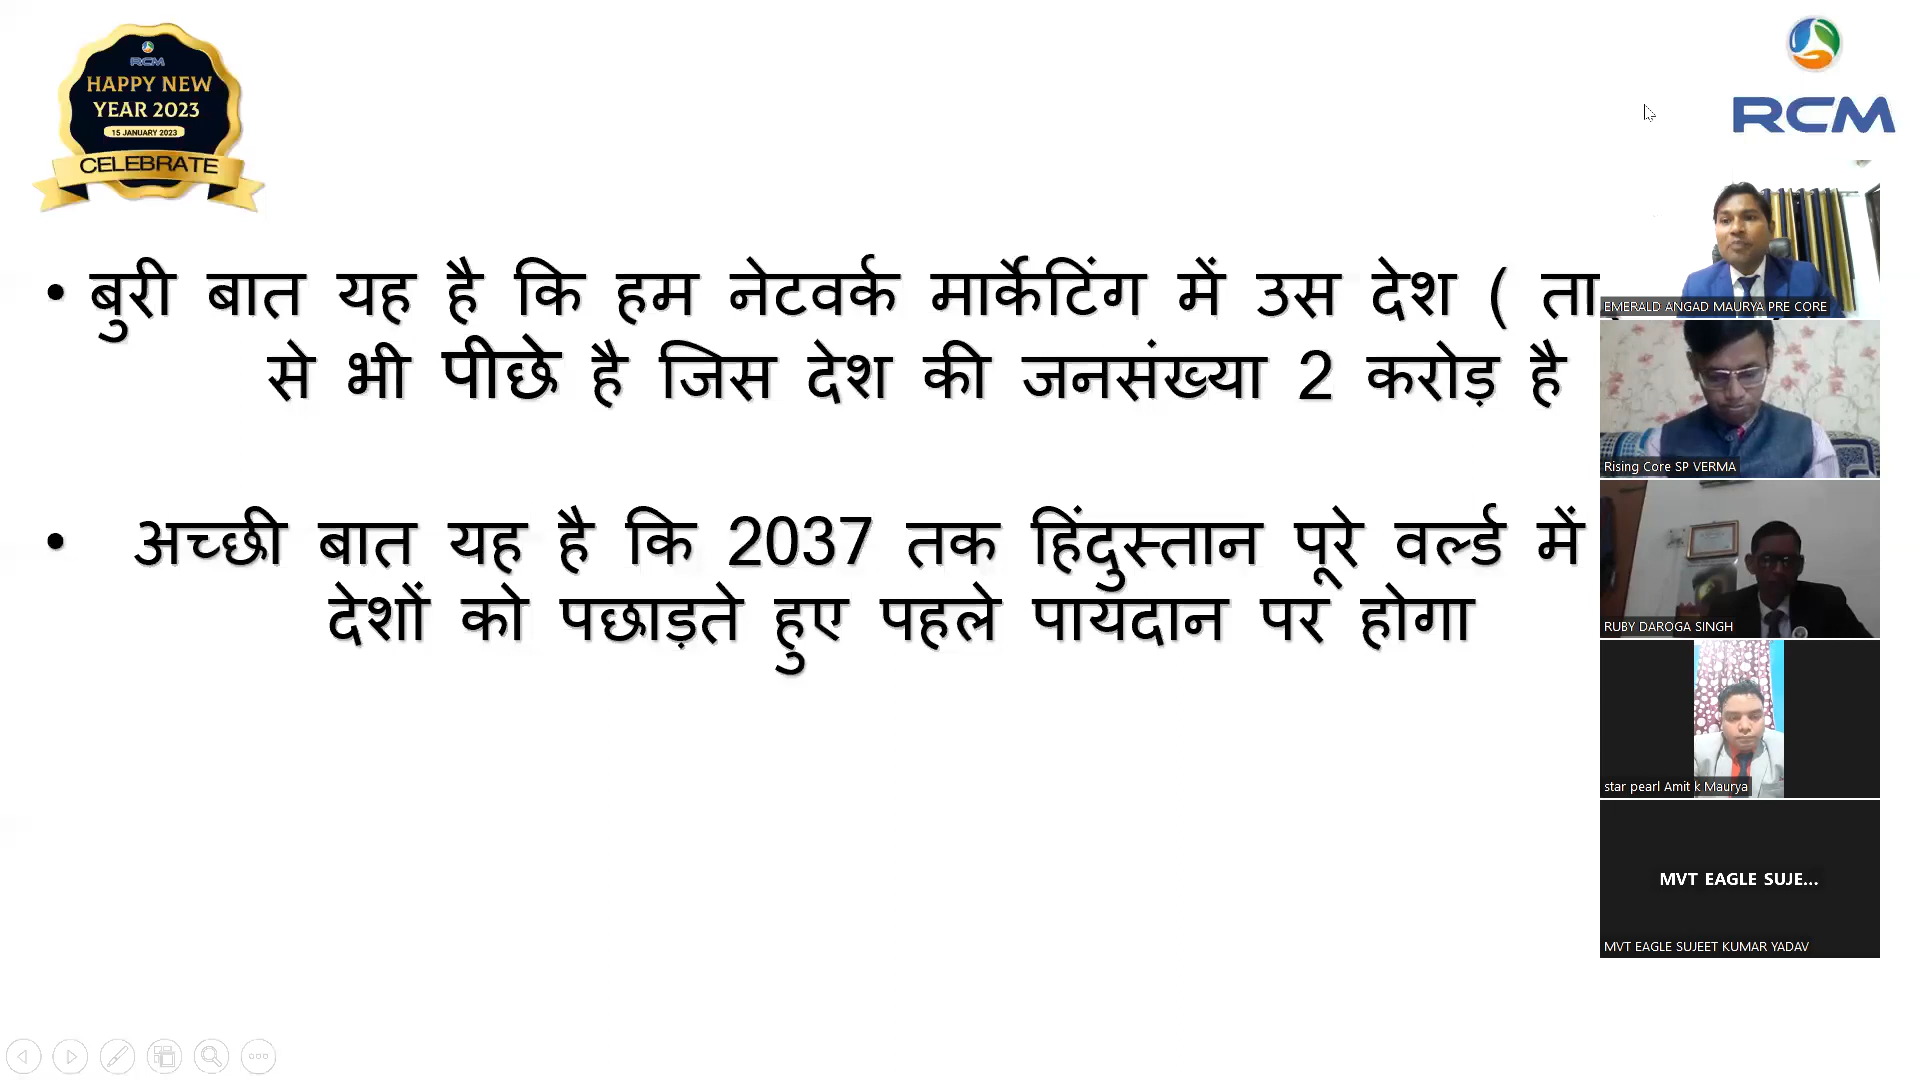 RCM
HAPPY NEW
YEAR 2023
15 JANUARY 2023
CELEBRATE
RCM
• बुरी बात यह है कि हम नेटवर्क मार्केटिंग में उस देश (
से भी पीछे है जिस देश की जनसंख्या 2 करोड़ है
• अच्छी बात यह है कि 2037 तक हिंदुस्तान पूरे वर्ल्ड में
देशों को पछाड़ते हुए पहले पायदान पर होगा
EMERALD ANGAD MAURYA PRE CORE
Rising Core SP VERMA
RUBY DAROGA SINGH
star pearl Amit k Maurya
MVT EAGLE SUJE...
MVT EAGLE SUJEET KUMAR YADAV